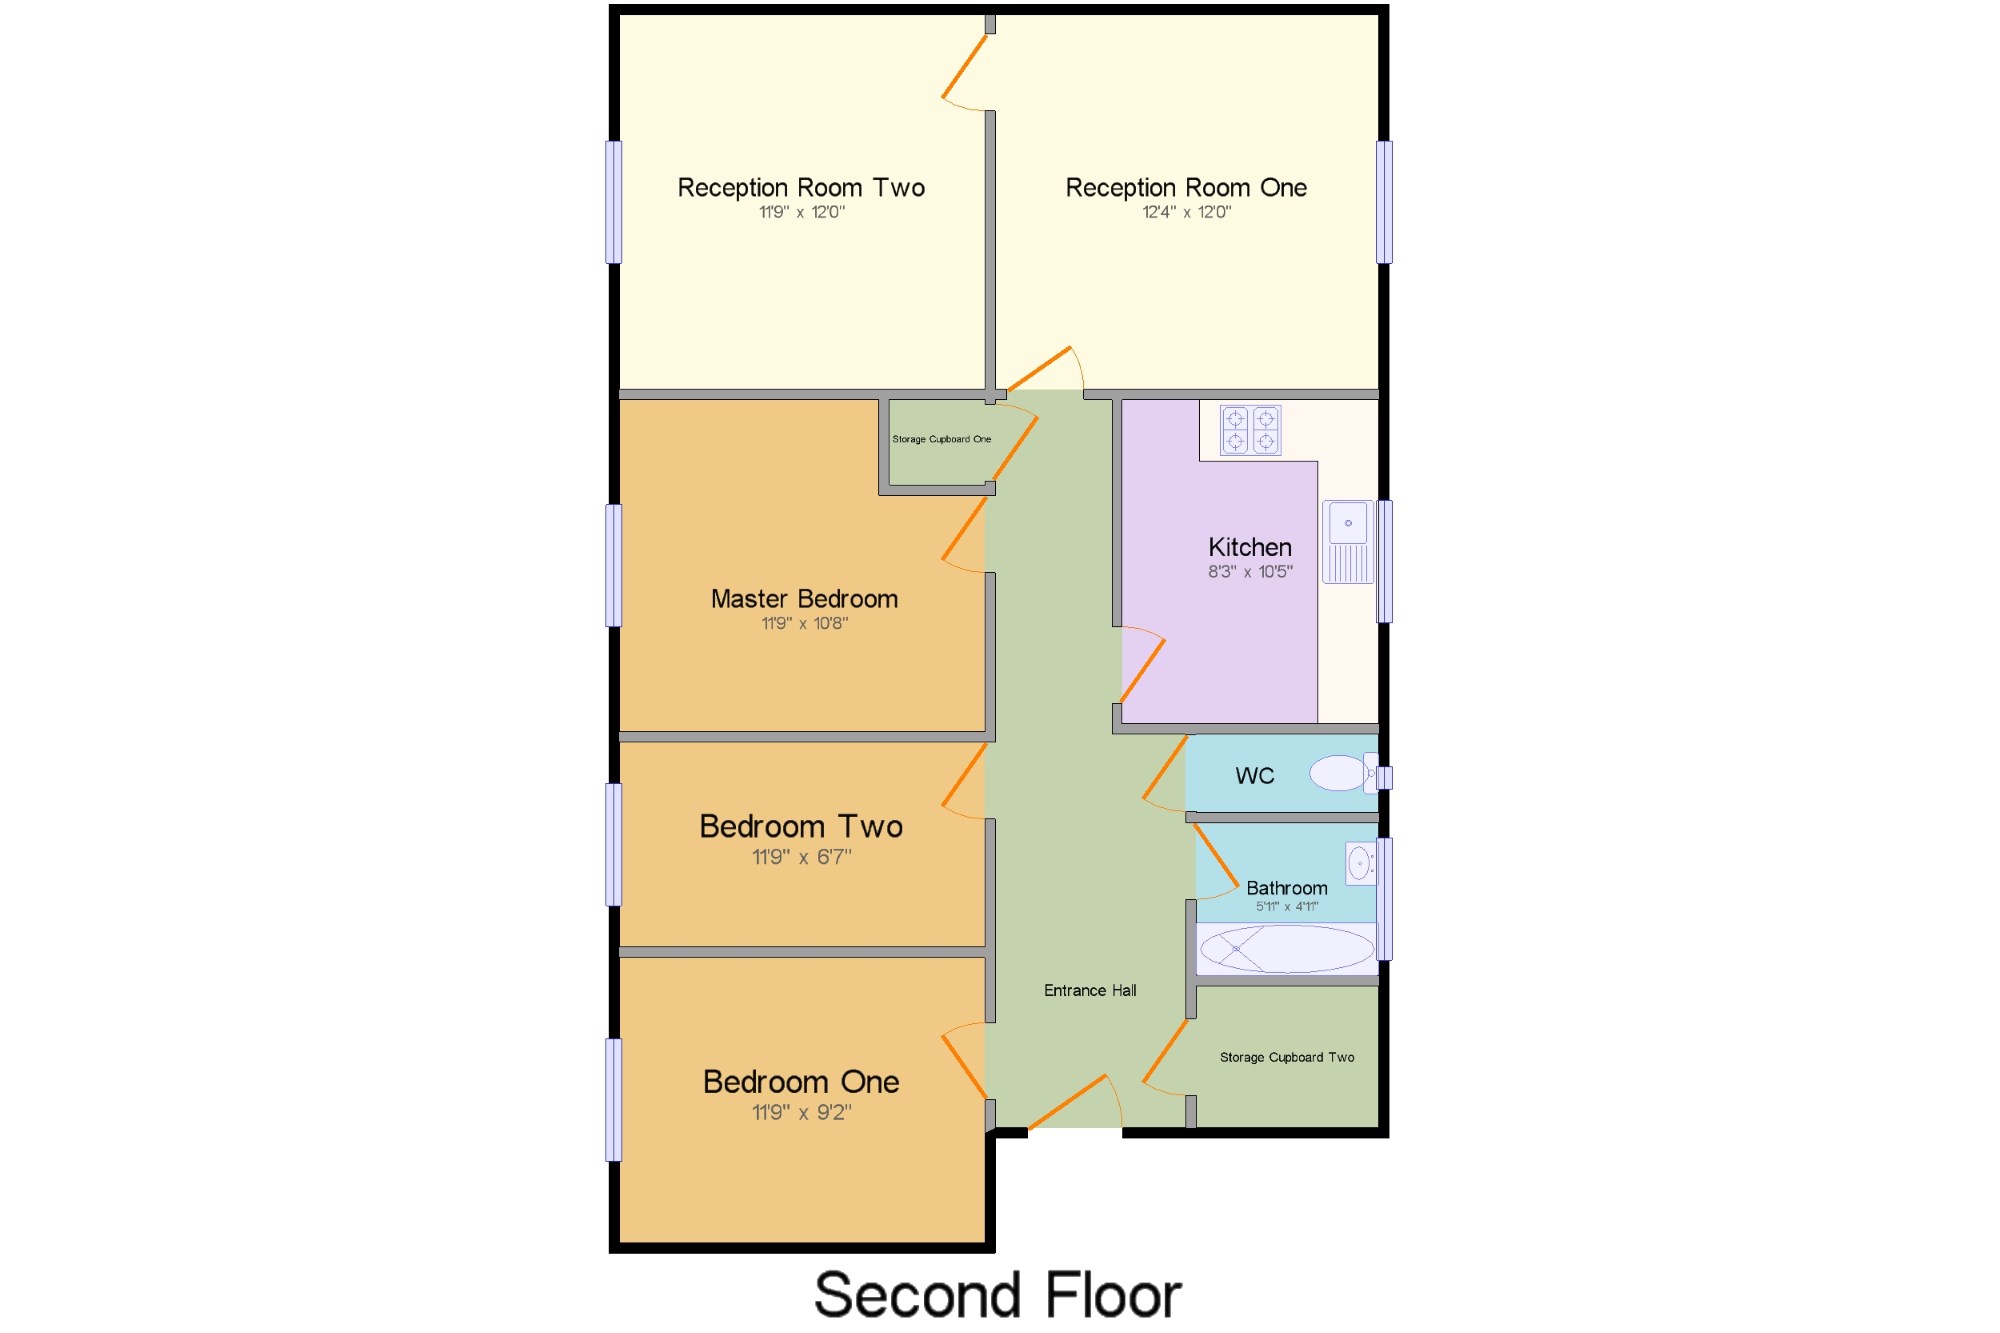 Reception Room Two
11'9" x 12'0"
Reception Room One
12'4" x 12'0"
Storage Cupboard One
Kitchen
8'3" x 10'5"
Master Bedroom
11'9" x 10'8"
WC
Bedroom Two
11'9" x 6'7"
Bathroom
5'11" x 4'11"
Entrance Hall
Storage Cupboard Two
Bedroom One
11'9" x 9'2"
Second Floor